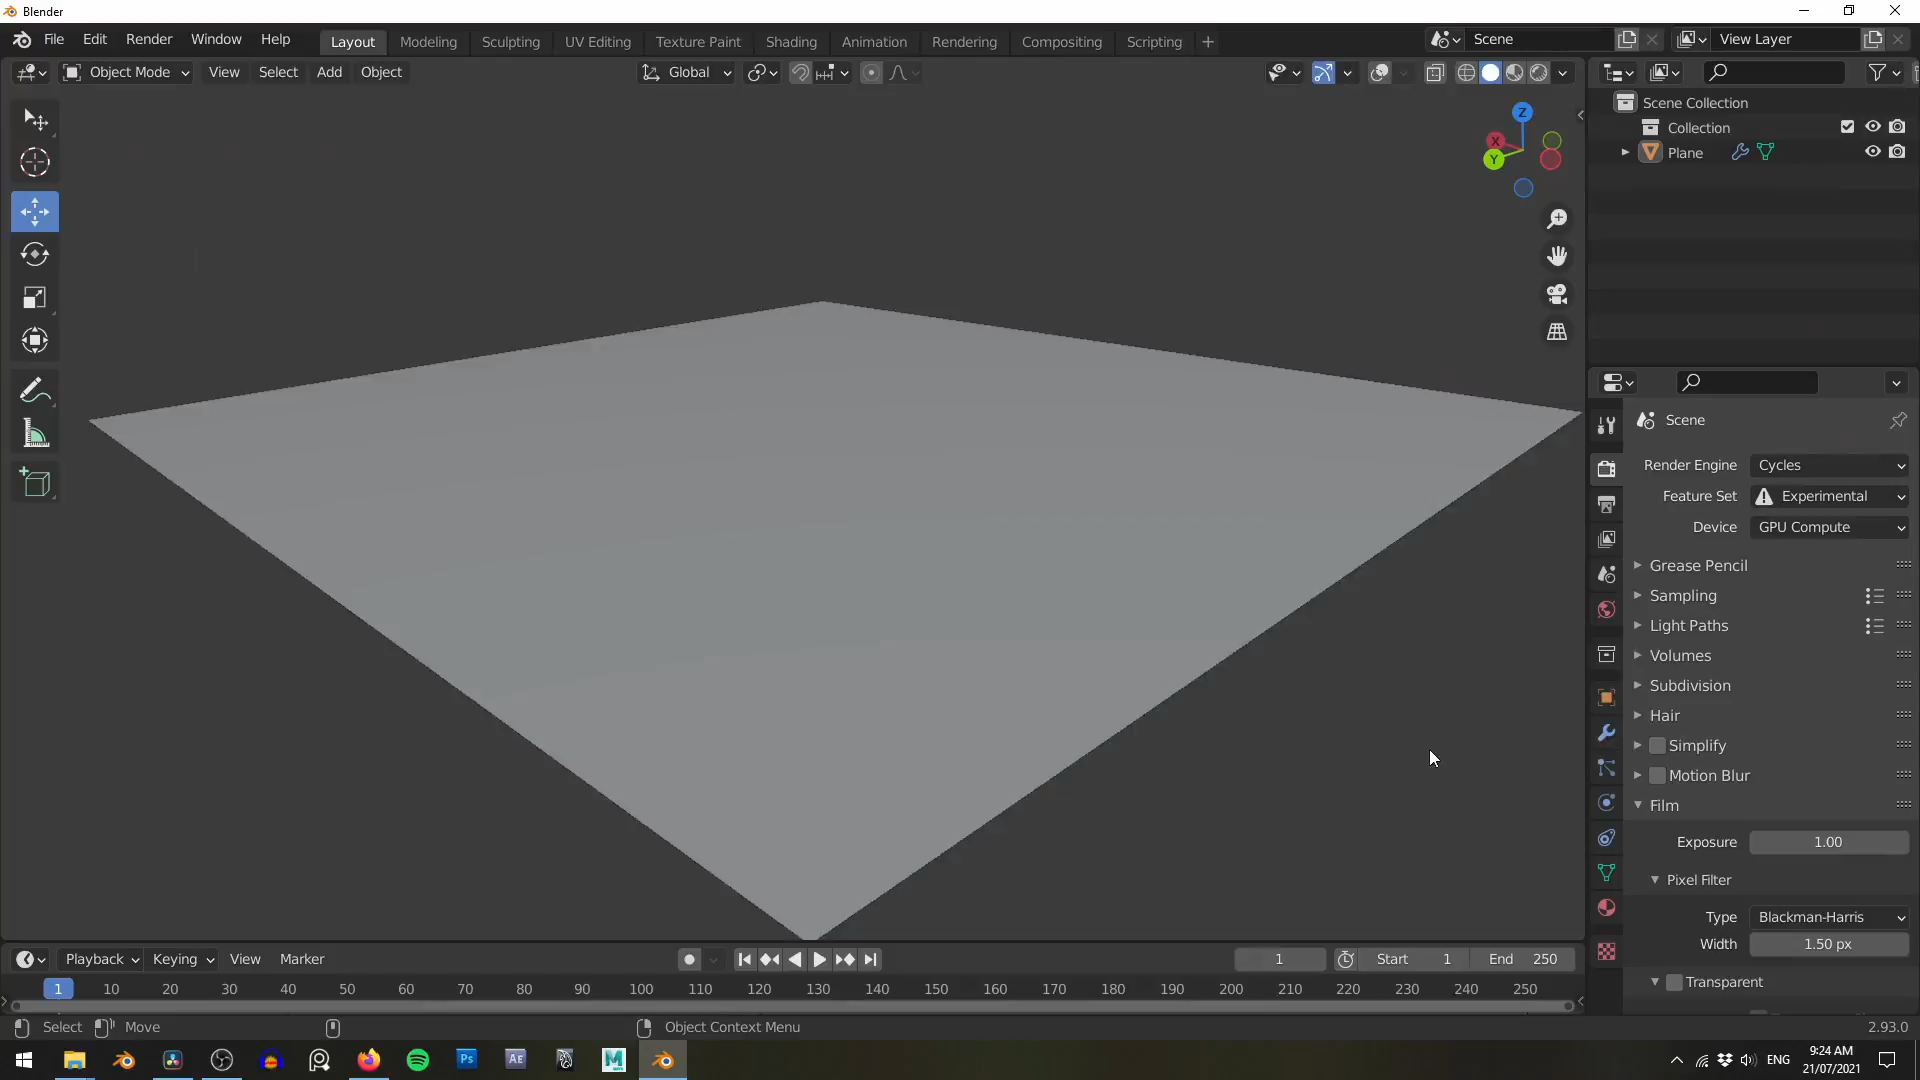 Blender
File Edit Render Window Help Layout Modeling Sculpting UV Editing Texture Paint Shading Animation Rendering Compositing Scripting + Scene View Layer
Object Mode View Select Add Object Global
Scene Collection
Collection
Plane
Z
X
Y
Scene
Render Engine Cycles
Feature Set Experimental
Device GPU Compute
Grease Pencil
Sampling
Light Paths
Volumes
Subdivision
Hair
Simplify
Motion Blur
Film
Exposure 1.00
Pixel Filter
Type Blackman-Harris
Width 1.50 px
Transparent
Playback Keying View Marker 1 Start 1 End 250
1 10 20 30 40 50 60 70 80 90 100 110 120 130 140 150 160 170 180 190 200 210 220 230 240 250
Select Move Object Context Menu 2.93.0
Ps Ae M ENG 9:24 AM
21/07/2021